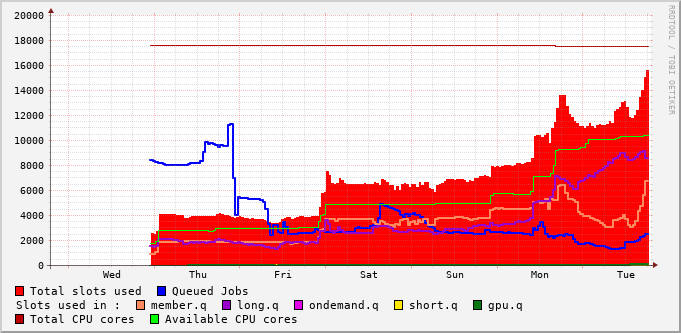 RRDTOOL / TOBI OETIKER
20000
18000
16000
14000
12000
10000
8000
6000
4000
2000
0
Wed Thu Fri Sat Sun Mon Tue
Total slots used Queued Jobs
Slots used in : member.q long.q ondemand.q short.q gpu.q
Total CPU cores Available CPU cores